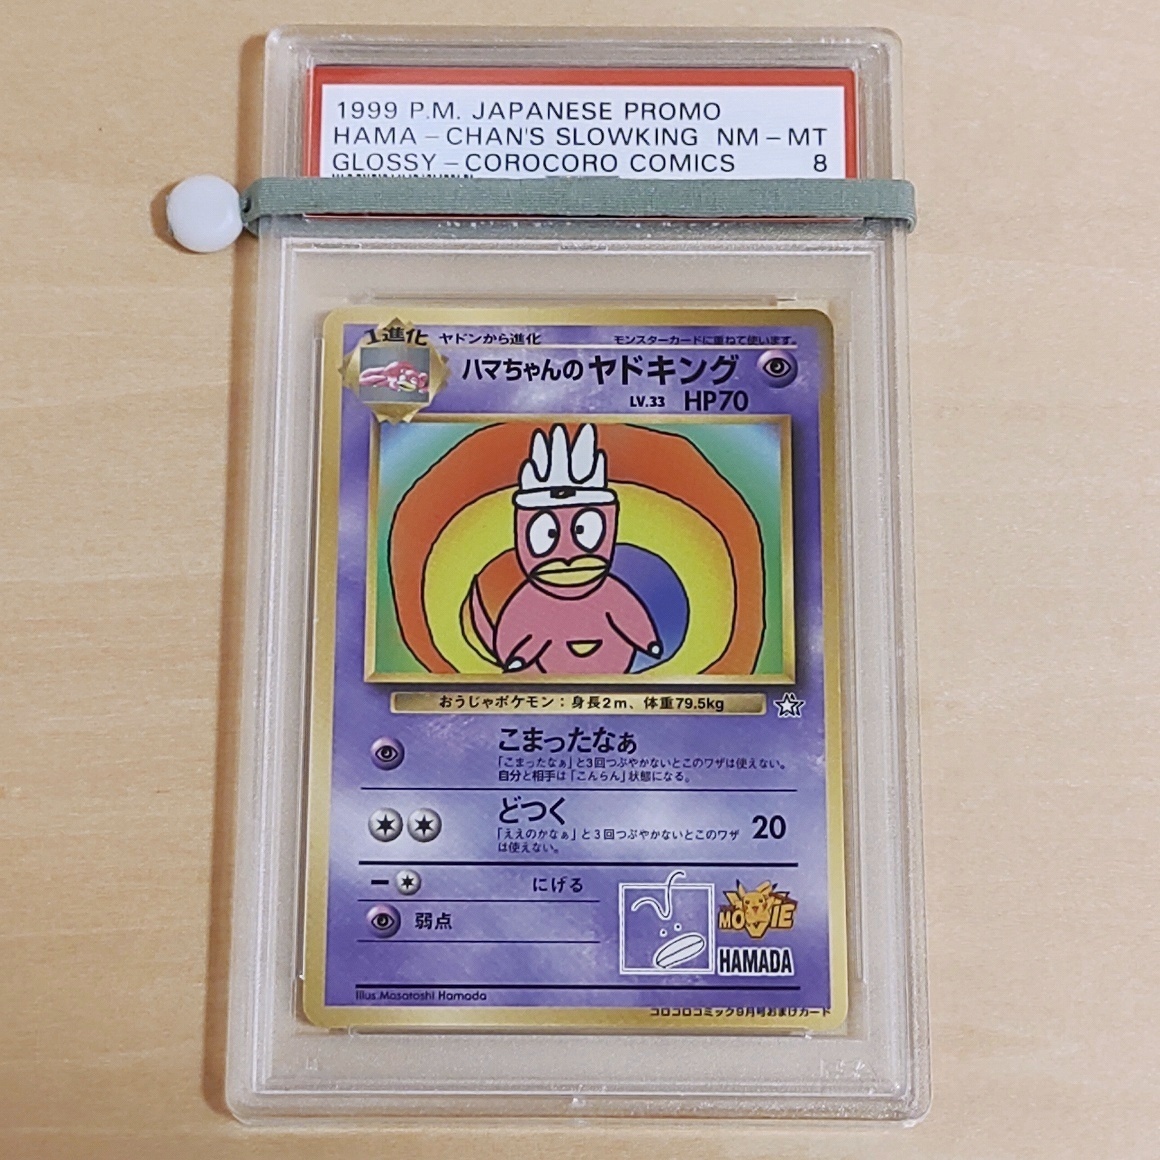 1999 P.M. JAPANESE PROMO
HAMA-CHAN'S SLOWKING NM-MT
GLOSSY-COROCORO COMICS 8
1進化 ヤドンから進化 モンスターカードに重ねて使います。
ハマちゃんのヤドキング
LV.33 HP70
おうじゃポケモン：身長2m、体重79.5kg
こまったなぁ
「こまったなぁ」と3回つぶやかないとこのワザは使えない。
自分と相手は「こんらん」状態になる。
どつく 20
「ええのかなぁ」と3回つぶやかないとこのワザ
は使えない。
にげる
弱点
MOVIE
HAMADA
Illus.Masatoshi Hamada
コロコロコミック9月号おまけカード